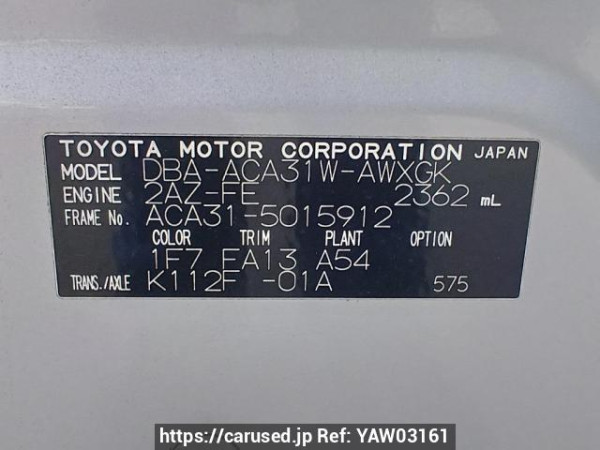 TOYOTA MOTOR CORPORATION JAPAN
MODEL DBA-ACA31W-AWXGK
ENGINE 2AZ-FE 2362 mL
FRAME No. ACA31-5015912
COLOR TRIM PLANT OPTION
1F7 FA13 A54
TRANS./AXLE K112F -01A 575
https://carused.jp Ref: YAW03161